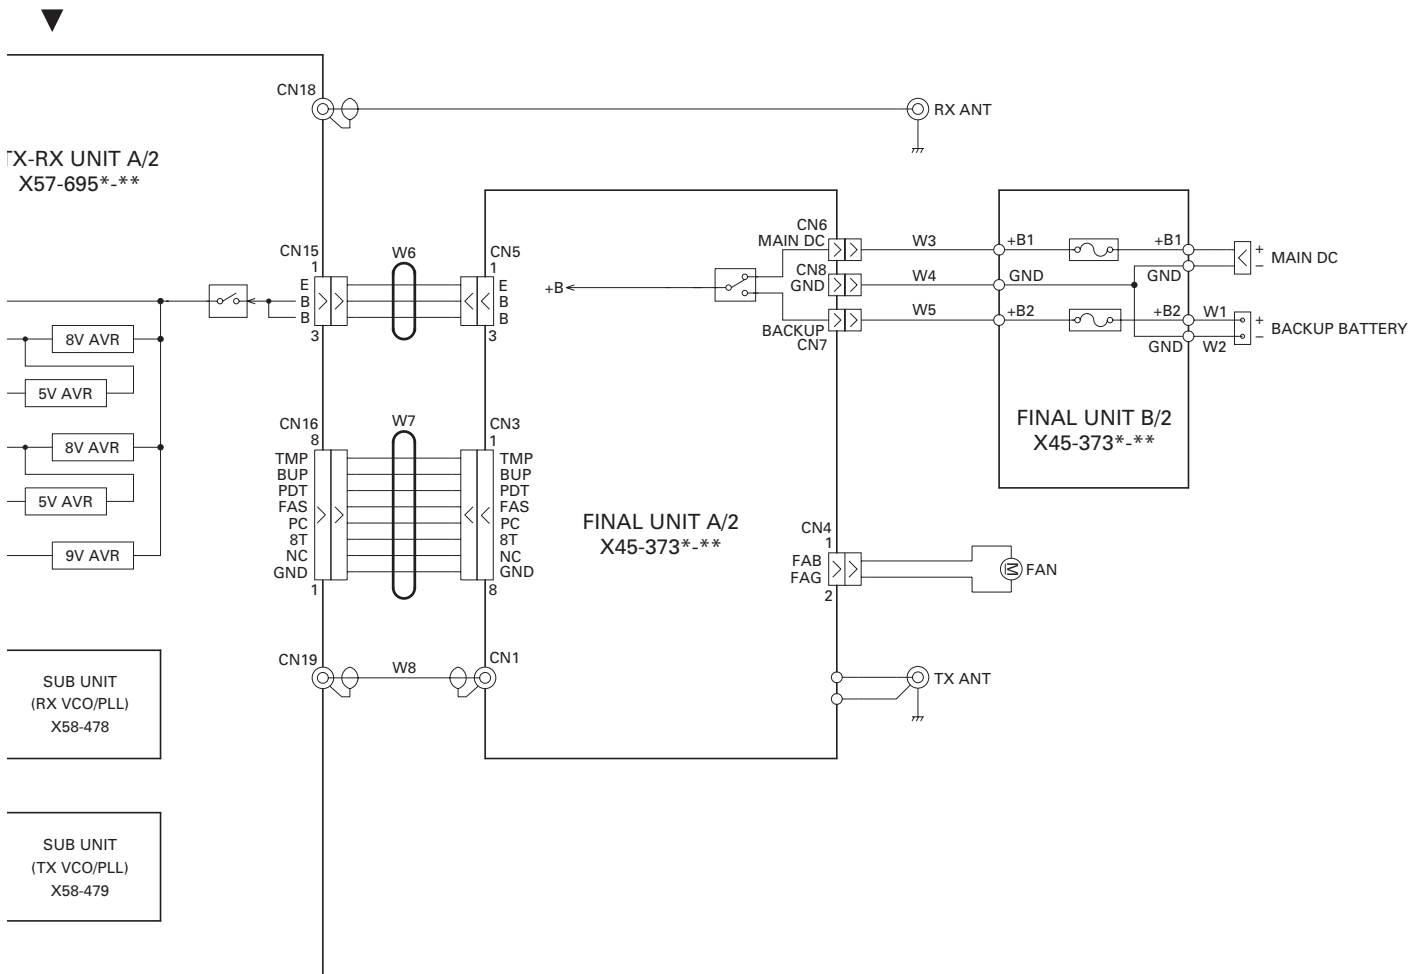 CN18
RX ANT
TX-RX UNIT A/2
X57-695*-**
CN15
1
E
B
B
3
W6
CN5
1
E
B
B
3
+B
CN6
MAIN DC
CN8
GND
BACKUP
CN7
W3
W4
W5
+B1
+B1
GND
GND
+B2
+B2
GND
W1
W2
+
−
MAIN DC
+
−
BACKUP BATTERY
FINAL UNIT B/2
X45-373*-**
8V AVR
5V AVR
8V AVR
5V AVR
9V AVR
CN16
8
TMP
BUP
PDT
FAS
PC
8T
NC
GND
1
W7
CN3
1
TMP
BUP
PDT
FAS
PC
8T
NC
GND
8
FINAL UNIT A/2
X45-373*-**
CN4
1
FAB
FAG
2
M
FAN
CN19
W8
CN1
TX ANT
SUB UNIT
(RX VCO/PLL)
X58-478
SUB UNIT
(TX VCO/PLL)
X58-479